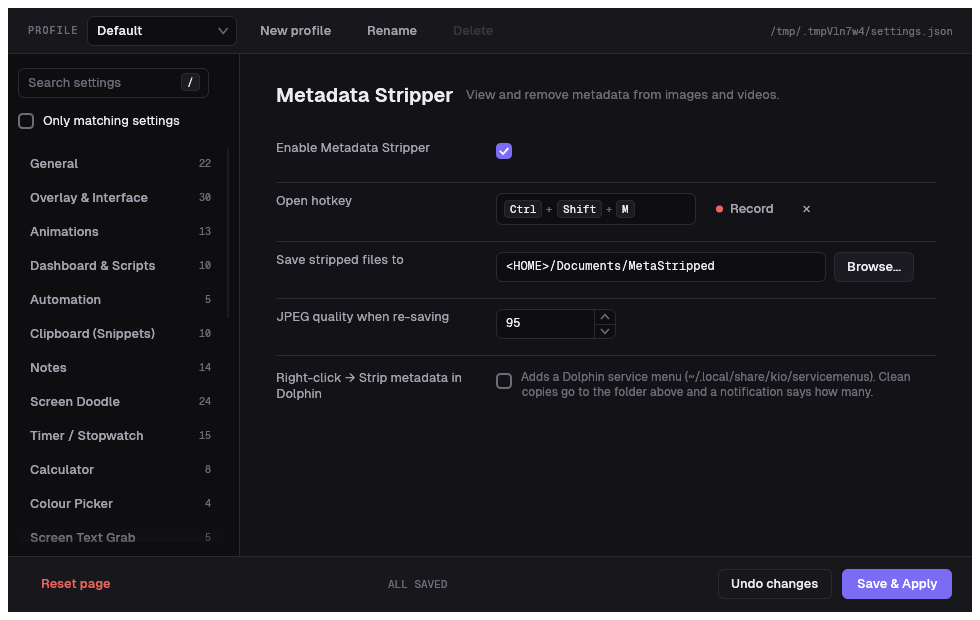 PROFILE Default New profile Rename Delete /tmp/.tmpVln7w4/settings.json
Search settings /
Only matching settings
General 22
Overlay & Interface 30
Animations 13
Dashboard & Scripts 10
Automation 5
Clipboard (Snippets) 10
Notes 14
Screen Doodle 24
Timer / Stopwatch 15
Calculator 8
Colour Picker 4
Screen Text Grab 5
Metadata Stripper View and remove metadata from images and videos.
Enable Metadata Stripper
Open hotkey Ctrl + Shift + M Record ×
Save stripped files to <HOME>/Documents/MetaStripped Browse…
JPEG quality when re-saving 95
Right-click → Strip metadata in
Dolphin
Adds a Dolphin service menu (~/.local/share/kio/servicemenus). Clean
copies go to the folder above and a notification says how many.
Reset page ALL SAVED Undo changes Save & Apply